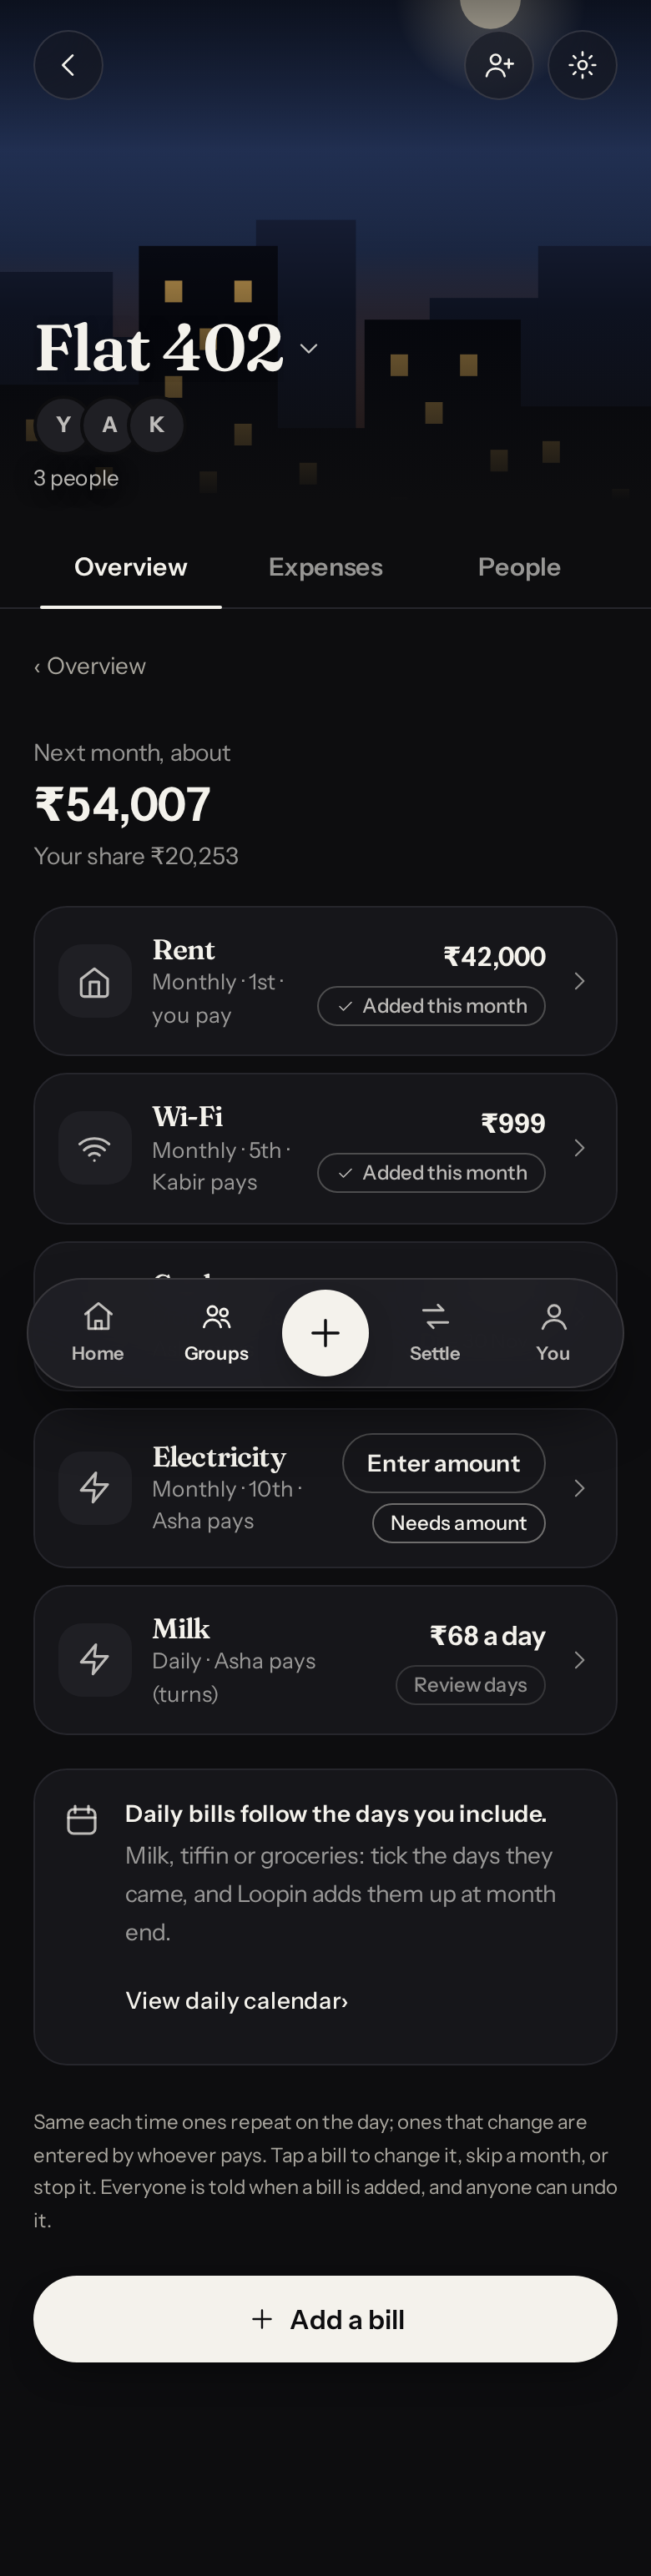 Flat 402
Y A K
3 people
Overview Expenses People
‹ Overview
Next month, about
₹54,007
Your share ₹20,253
Rent
Monthly · 1st ·
you pay
₹42,000
Added this month
Wi-Fi
Monthly · 5th ·
Kabir pays
₹999
Added this month
Home Groups Settle You
Electricity
Monthly · 10th ·
Asha pays
Enter amount
Needs amount
Milk
Daily · Asha pays
(turns)
₹68 a day
Review days
Daily bills follow the days you include.
Milk, tiffin or groceries: tick the days they
came, and Loopin adds them up at month
end.
View daily calendar›
Same each time ones repeat on the day; ones that change are
entered by whoever pays. Tap a bill to change it, skip a month, or
stop it. Everyone is told when a bill is added, and anyone can undo
it.
Add a bill